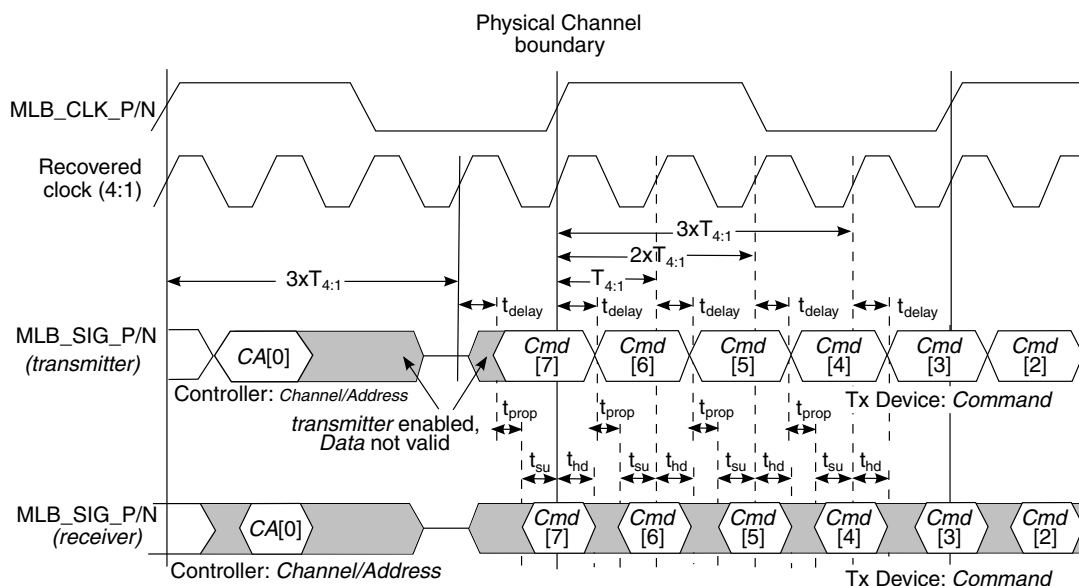 Physical Channel
boundary
MLB_CLK_P/N
Recovered
clock (4:1)
3xT4:1
2xT4:1
3xT4:1
T4:1
tdelay
tdelay
tdelay
tdelay
tdelay
MLB_SIG_P/N
(transmitter)
CA[0]
Cmd
[7]
Cmd
[6]
Cmd
[5]
Cmd
[4]
Cmd
[3]
Cmd
[2]
Controller: Channel/Address
Tx Device: Command
transmitter enabled,
Data not valid
tprop
tprop
tprop
tprop
tsu
thd
tsu
thd
tsu
thd
tsu
thd
MLB_SIG_P/N
(receiver)
CA[0]
Cmd
[7]
Cmd
[6]
Cmd
[5]
Cmd
[4]
Cmd
[3]
Cmd
[2]
Controller: Channel/Address
Tx Device: Command